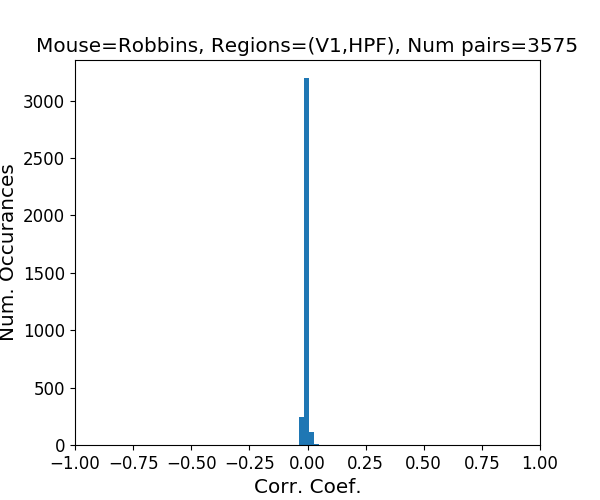 Mouse=Robbins, Regions=(V1,HPF), Num pairs=3575
3000
2500
2000
1500
1000
500
0
Num. Occurances
−1.00 −0.75 −0.50 −0.25 0.00 0.25 0.50 0.75 1.00
Corr. Coef.